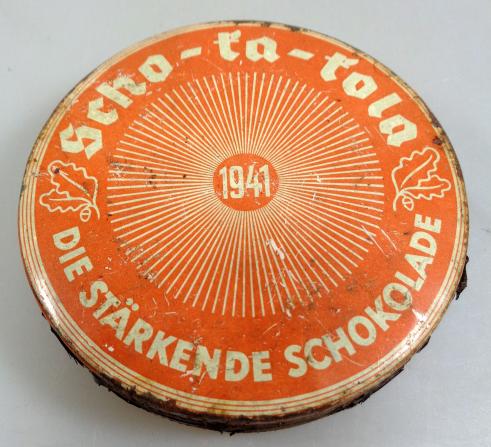 Scho-ka-kola
1941
DIE STÄRKENDE SCHOKOLADE